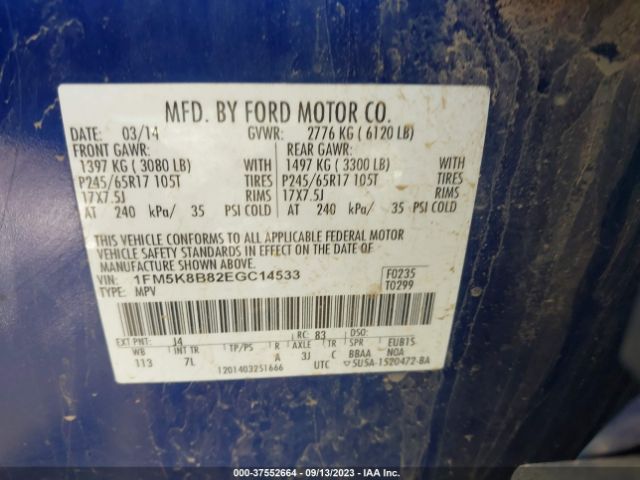 MFD. BY FORD MOTOR CO.
DATE: 03/14 GVWR: 2776 KG ( 6120 LB)
FRONT GAWR: REAR GAWR:
1397 KG ( 3080 LB) WITH 1497 KG ( 3300 LB) WITH
P245/65R17 105T TIRES P245/65R17 105T TIRES
17X7.5J RIMS 17X7.5J RIMS
AT 240 kPa/ 35 PSI COLD AT 240 kPa/ 35 PSI COLD
THIS VEHICLE CONFORMS TO ALL APPLICABLE FEDERAL MOTOR
VEHICLE SAFETY STANDARDS IN EFFECT ON THE DATE OF
MANUFACTURE SHOWN ABOVE.
VIN: 1FM5K8B82EGC14533 F0235
TYPE: MPV T0299
EXT PNT: J4 RC: 83 DSO:
WB INT TR TP/PS R AXLE TR SPR EUB15
113 7L A 3J C BBAA NOA
1201403251666 UTC 5U5A-1520472-BA
000-37552664 - 09/13/2023 - IAA Inc.